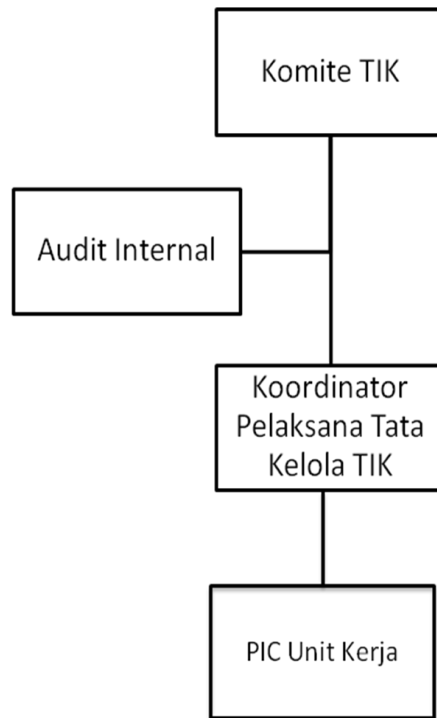 Komite TIK
Audit Internal
Koordinator
Pelaksana Tata
Kelola TIK
PIC Unit Kerja